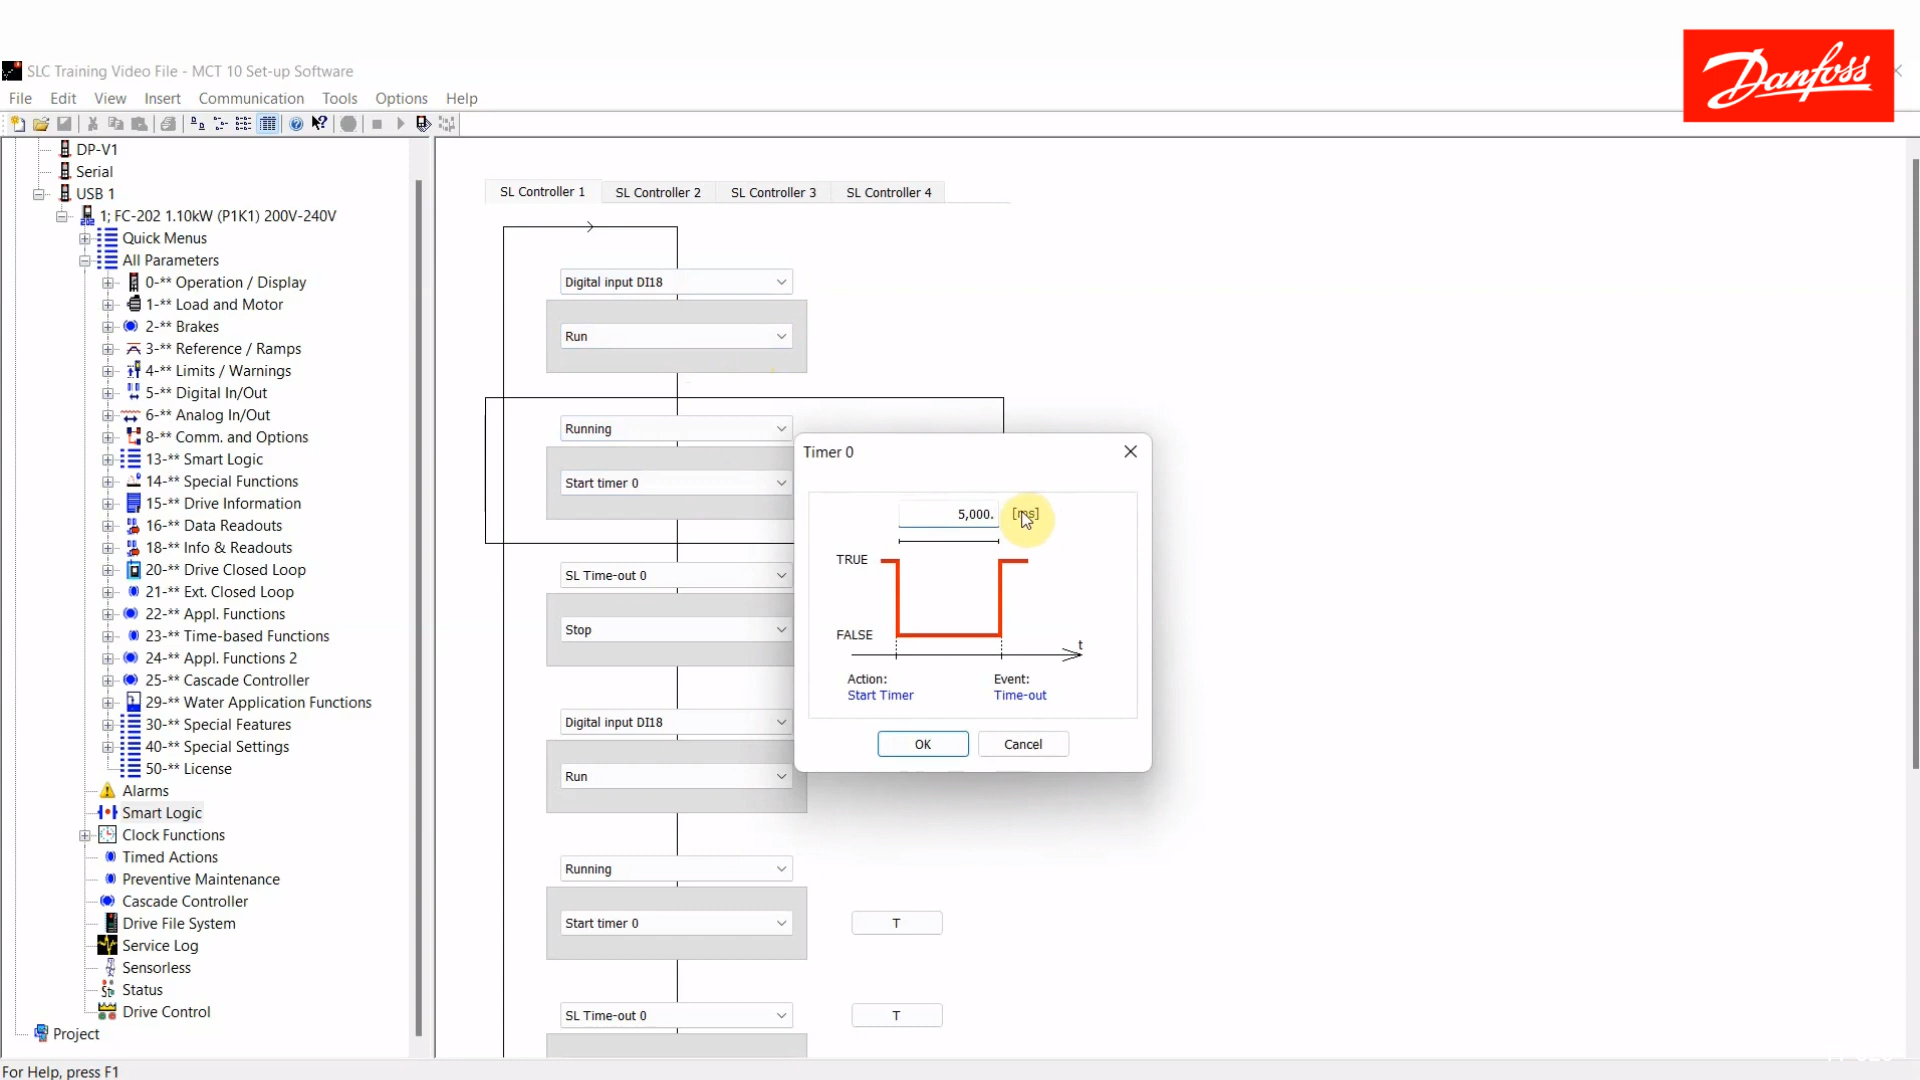 Danfoss
SLC Training Video File - MCT 10 Set-up Software
File Edit View Insert Communication Tools Options Help
DP-V1
Serial
USB 1
1; FC-202 1.10kW (P1K1) 200V-240V
Quick Menus
All Parameters
0-** Operation / Display
1-** Load and Motor
2-** Brakes
3-** Reference / Ramps
4-** Limits / Warnings
5-** Digital In/Out
6-** Analog In/Out
8-** Comm. and Options
13-** Smart Logic
14-** Special Functions
15-** Drive Information
16-** Data Readouts
18-** Info & Readouts
20-** Drive Closed Loop
21-** Ext. Closed Loop
22-** Appl. Functions
23-** Time-based Functions
24-** Appl. Functions 2
25-** Cascade Controller
29-** Water Application Functions
30-** Special Features
40-** Special Settings
50-** License
Alarms
Smart Logic
Clock Functions
Timed Actions
Preventive Maintenance
Cascade Controller
Drive File System
Service Log
Sensorless
Status
Drive Control
Project
SL Controller 1 SL Controller 2 SL Controller 3 SL Controller 4
Digital input DI18
Run
Running
Start timer 0
SL Time-out 0
Stop
Digital input DI18
Run
Running
Start timer 0 T
SL Time-out 0 T
Timer 0
5,000. [ms]
TRUE
FALSE
t
Action: Event:
Start Timer Time-out
OK Cancel
For Help, press F1